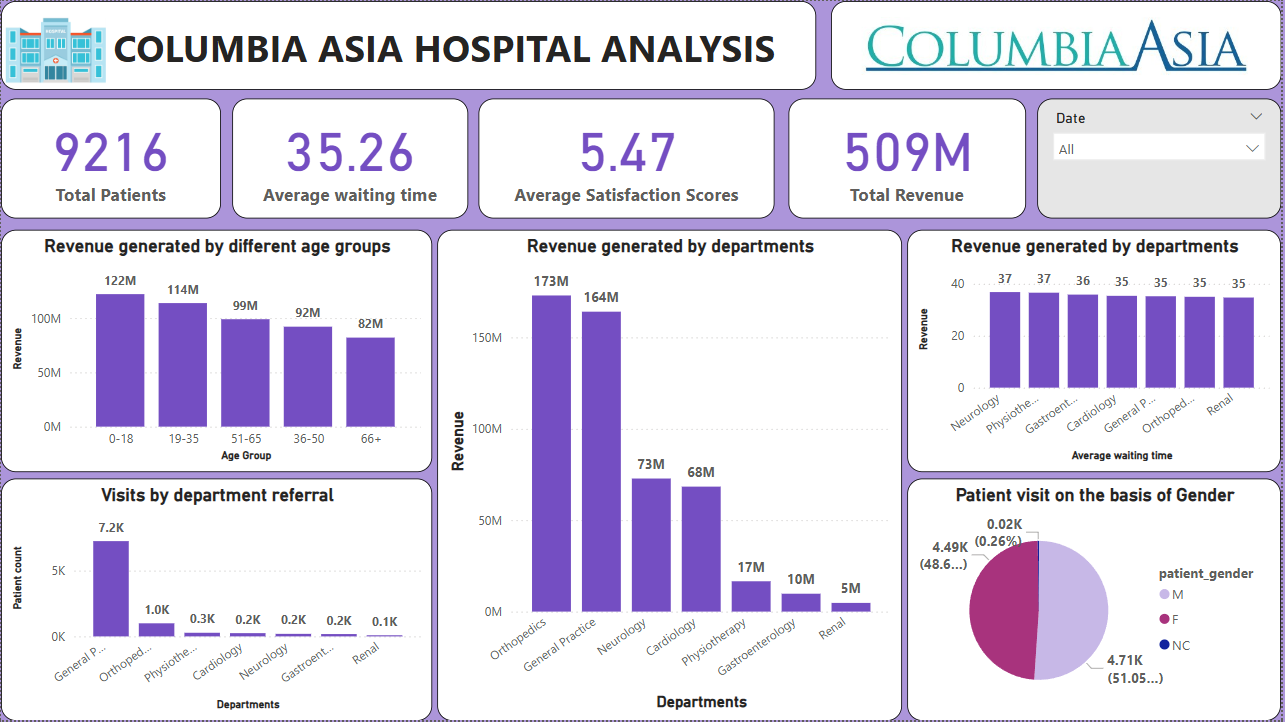 HOSPITAL
COLUMBIA ASIA HOSPITAL ANALYSIS
COLUMBIA ASIA
9216
Total Patients
35.26
Average waiting time
5.47
Average Satisfaction Scores
509M
Total Revenue
Date
All
Revenue generated by different age groups
122M
114M
99M
92M
82M
100M
50M
0M
Revenue
0-18
19-35
51-65
36-50
66+
Age Group
Visits by department referral
7.2K
1.0K
0.3K
0.2K
0.2K
0.2K
0.1K
5K
0K
Patient count
General P...
Orthoped...
Physiothe...
Cardiology
Neurology
Gastroent...
Renal
Departments
Revenue generated by departments
173M
164M
73M
68M
17M
10M
5M
150M
100M
50M
0M
Revenue
Orthopedics
General Practice
Neurology
Cardiology
Physiotherapy
Gastroenterology
Renal
Departments
Revenue generated by departments
37
37
36
35
35
35
35
40
20
0
Revenue
Neurology
Physiothe...
Gastroent...
Cardiology
General P...
Orthoped...
Renal
Average waiting time
Patient visit on the basis of Gender
0.02K
(0.26%)
4.49K
(48.6...)
4.71K
(51.05...)
patient_gender
M
F
NC